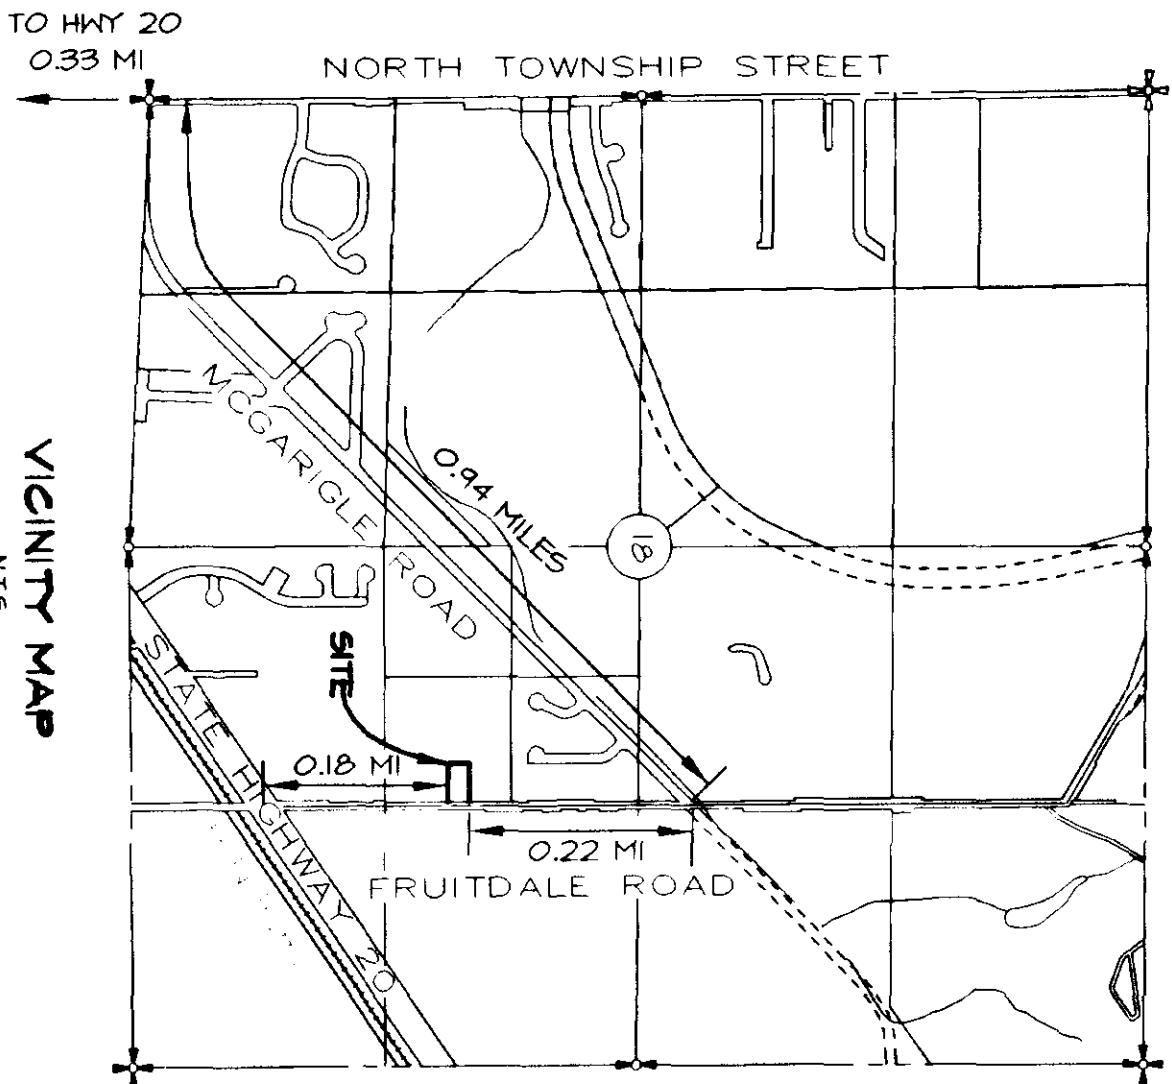 TO HWY 20
0.33 MI
NORTH TOWNSHIP STREET
MCGARIGLE ROAD
0.94 MILES
18
VICINITY MAP
NTS
SITE
STATE HIGHWAY 20
0.18 MI
0.22 MI
FRUITDALE ROAD